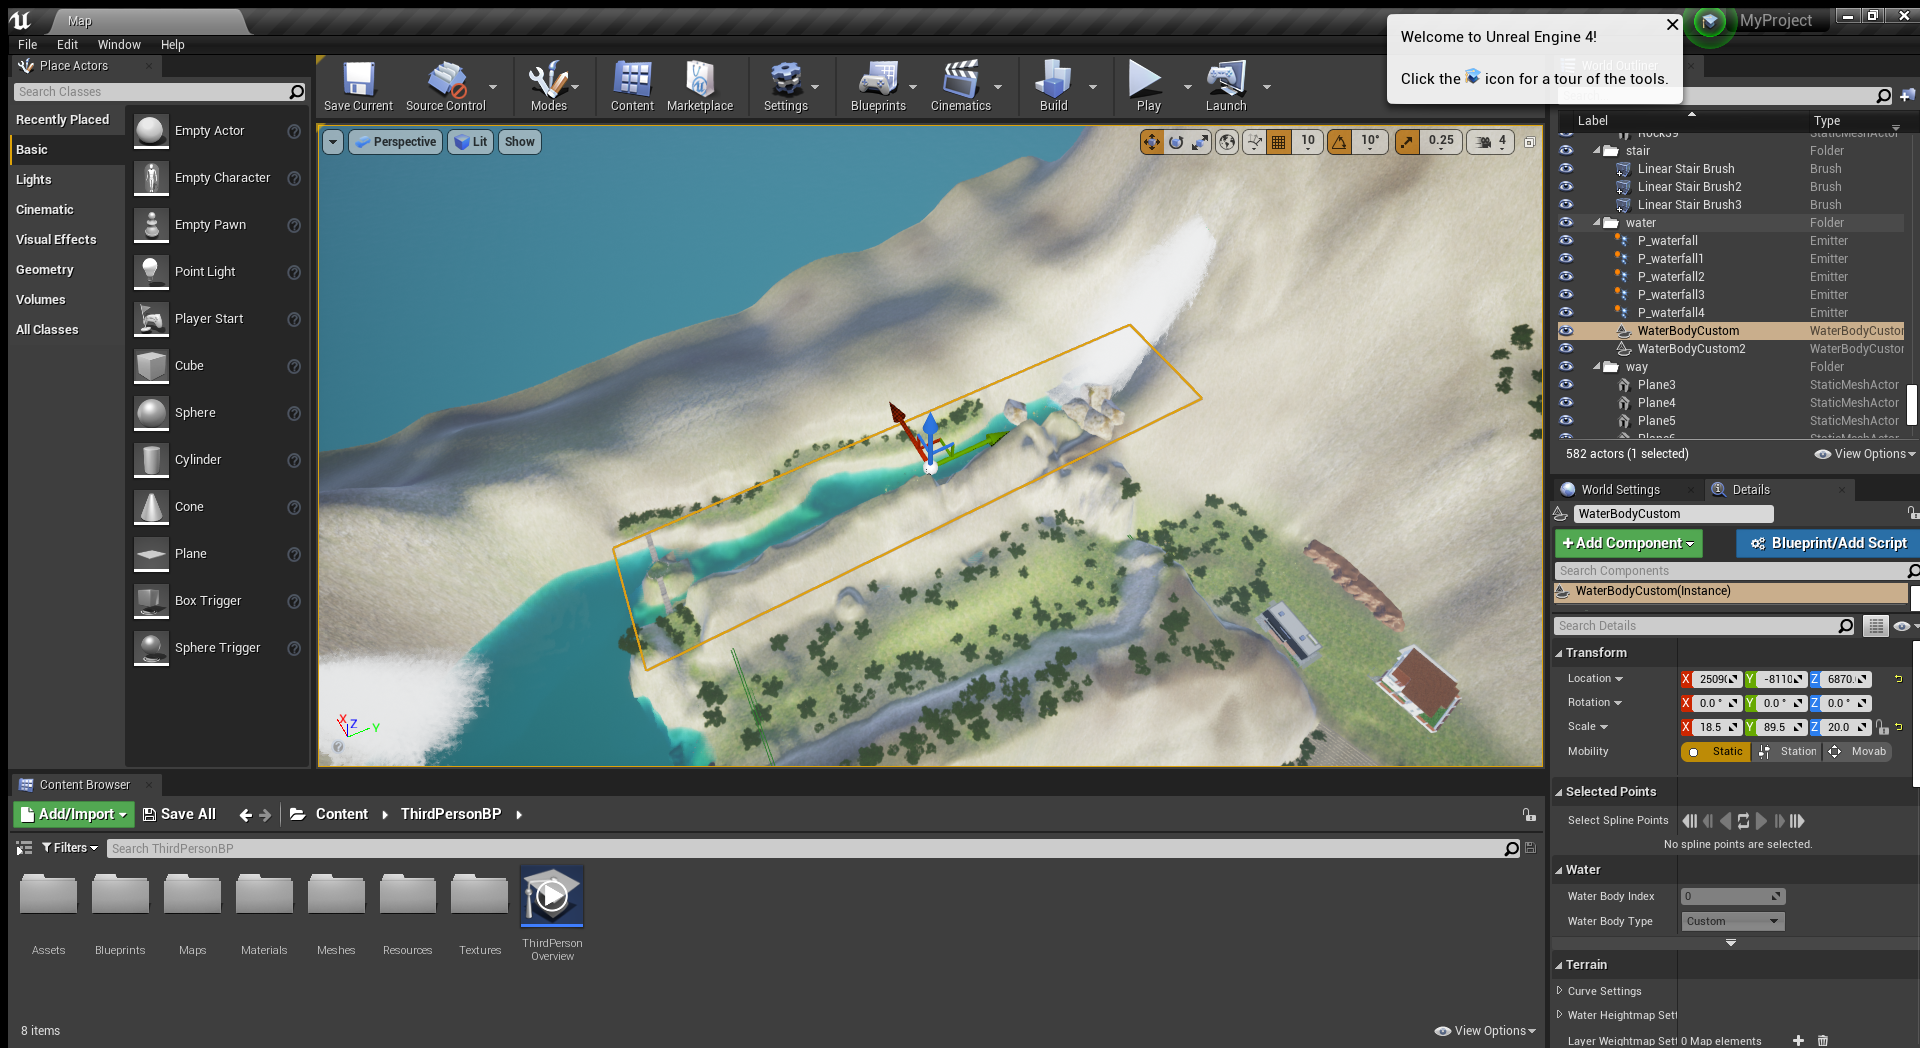 Map
MyProject
File Edit Window Help
Welcome to Unreal Engine 4!
Click the icon for a tour of the tools.
Place Actors
Search Classes
Recently Placed
Basic
Lights
Cinematic
Visual Effects
Geometry
Volumes
All Classes
Empty Actor
Empty Character
Empty Pawn
Point Light
Player Start
Cube
Sphere
Cylinder
Cone
Plane
Box Trigger
Sphere Trigger
Save Current Source Control Modes Content Marketplace Settings Blueprints Cinematics Build Play Launch
Perspective Lit Show
10 10° 0.25 4
X Z Y
World Outliner
Label Type
Rock39 StaticMeshActor
stair Folder
Linear Stair Brush Brush
Linear Stair Brush2 Brush
Linear Stair Brush3 Brush
water Folder
P_waterfall Emitter
P_waterfall1 Emitter
P_waterfall2 Emitter
P_waterfall3 Emitter
P_waterfall4 Emitter
WaterBodyCustom WaterBodyCustor
WaterBodyCustom2 WaterBodyCustor
way Folder
Plane3 StaticMeshActor
Plane4 StaticMeshActor
Plane5 StaticMeshActor
582 actors (1 selected) View Options
World Settings Details
WaterBodyCustom
+Add Component Blueprint/Add Script
Search Components
WaterBodyCustom(Instance)
Search Details
Transform
Location X 2509( Y -8110 Z 6870.
Rotation X 0.0 ° Y 0.0 ° Z 0.0 °
Scale X 18.5 Y 89.5 Z 20.0
Mobility Static Station Movab
Selected Points
Select Spline Points
No spline points are selected.
Water
Water Body Index 0
Water Body Type Custom
Terrain
Curve Settings
Water Heightmap Sett
Layer Weightmap Sett 0 Map elements
Content Browser
Add/Import Save All Content ThirdPersonBP
Filters Search ThirdPersonBP
Assets Blueprints Maps Materials Meshes Resources Textures ThirdPerson
Overview
8 items View Options